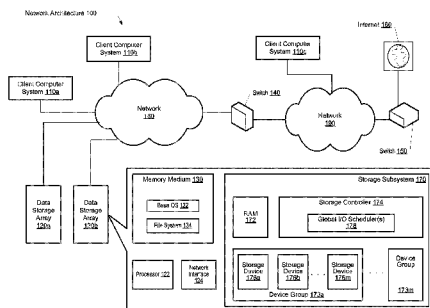 Network Architecture 100
Internet 160
Client Computer
System 110b
Client Computer
System 110c
Client Computer
System 110a
Switch 140
Network
180
Network
190
Switch 150
Data
Storage
Array
120a
Data
Storage
Array
120b
Memory Medium 130
Base OS 132
File System 134
Processor 122
Network
Interface
124
Storage Subsystem 170
RAM
172
Storage Controller 174
Global I/O Scheduler(s)
178
Storage
Device
176a
Storage
Device
176b
Storage
Device
176m
Device Group 173a
Device
Group
173m